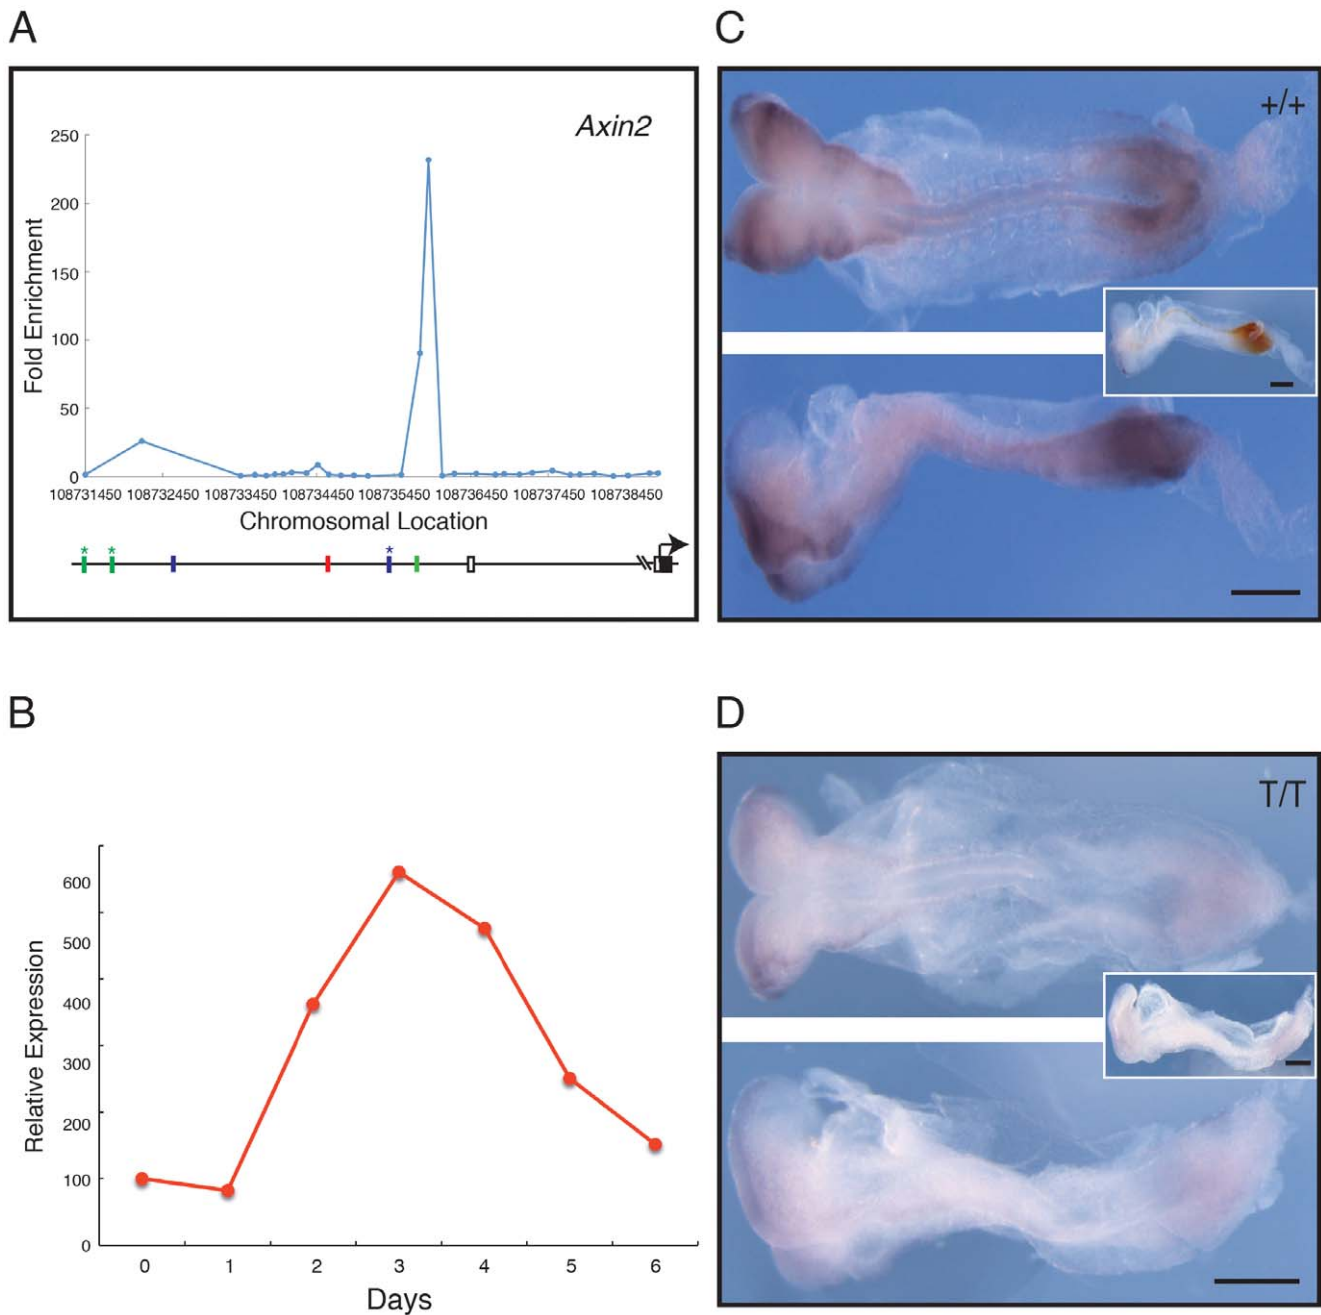 A
Axin2
250
200
150
100
50
0
Fold Enrichment
108731450 108732450 108733450 108734450 108735450 108736450 108737450 108738450
Chromosomal Location
* * *
C
+/+
B
600
500
400
300
200
100
0
Relative Expression
0 1 2 3 4 5 6
Days
D
T/T